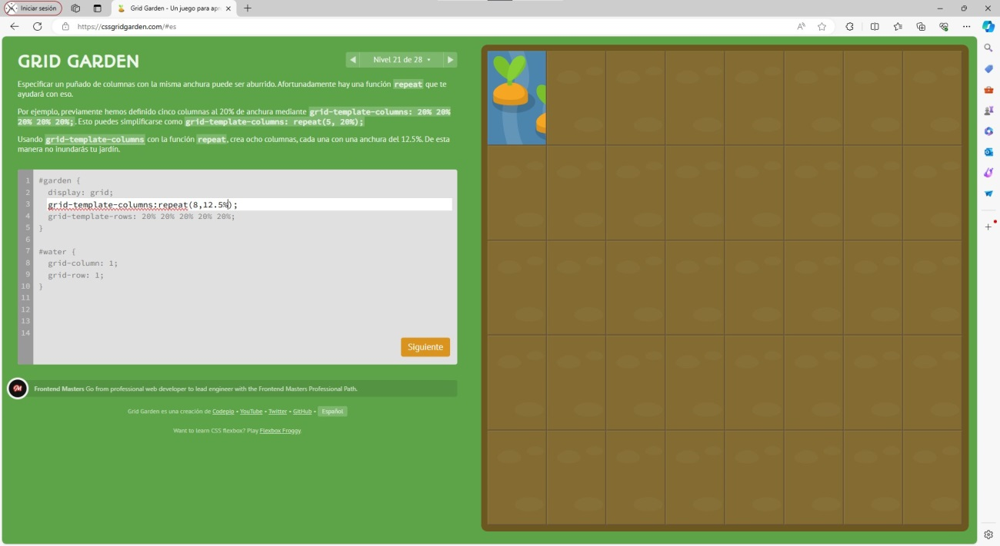 Iniciar sesión
Grid Garden - Un juego para apr
https://cssgridgarden.com/#es
GRID GARDEN
Nivel 21 de 28
Especificar un puñado de columnas con la misma anchura puede ser aburrido. Afortunadamente hay una función repeat que te
ayudará con eso.
Por ejemplo, previamente hemos definido cinco columnas al 20% de anchura mediante grid-template-columns: 20% 20%
20% 20% 20%;. Esto puedes simplificarse como grid-template-columns: repeat(5, 20%);
Usando grid-template-columns con la función repeat, crea ocho columnas, cada una con una anchura del 12.5%. De esta
manera no inundarás tu jardín.
1 #garden {
2 display: grid;
3 grid-template-columns:repeat(8,12.5%);
4 grid-template-rows: 20% 20% 20% 20% 20%;
5 }
6
7 #water {
8 grid-column: 1;
9 grid-row: 1;
10 }
11
12
13
14
Siguiente
Frontend Masters Go from professional web developer to lead engineer with the Frontend Masters Professional Path.
Grid Garden es una creación de Codepip • YouTube • Twitter • GitHub • Español
Want to learn CSS flexbox? Play Flexbox Froggy.